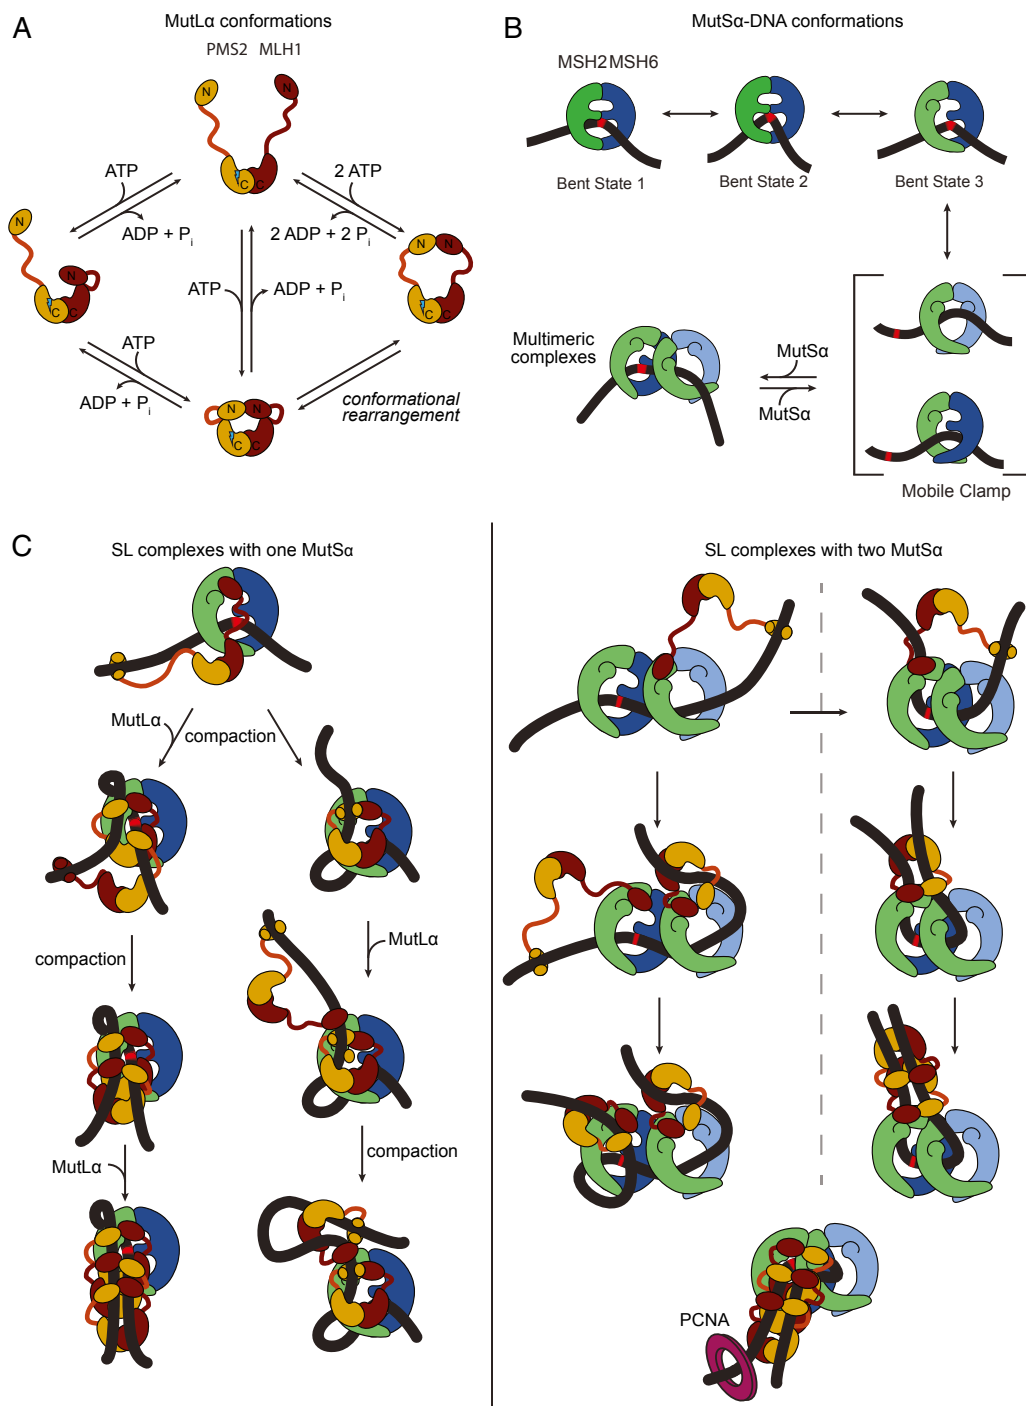 A
MutLα conformations
PMS2 MLH1
N
N
C
C
ATP
ADP + Pi
2 ATP
2 ADP + 2 Pi
N
N
C
C
N
N
C
C
ATP
ADP + Pi
ATP
ADP + Pi
conformational
rearrangement
N
N
C
C
B
MutSα-DNA conformations
MSH2 MSH6
Bent State 1
Bent State 2
Bent State 3
Multimeric
complexes
MutSα
MutSα
Mobile Clamp
C
SL complexes with one MutSα
MutLα
compaction
compaction
MutLα
MutLα
compaction
SL complexes with two MutSα
PCNA